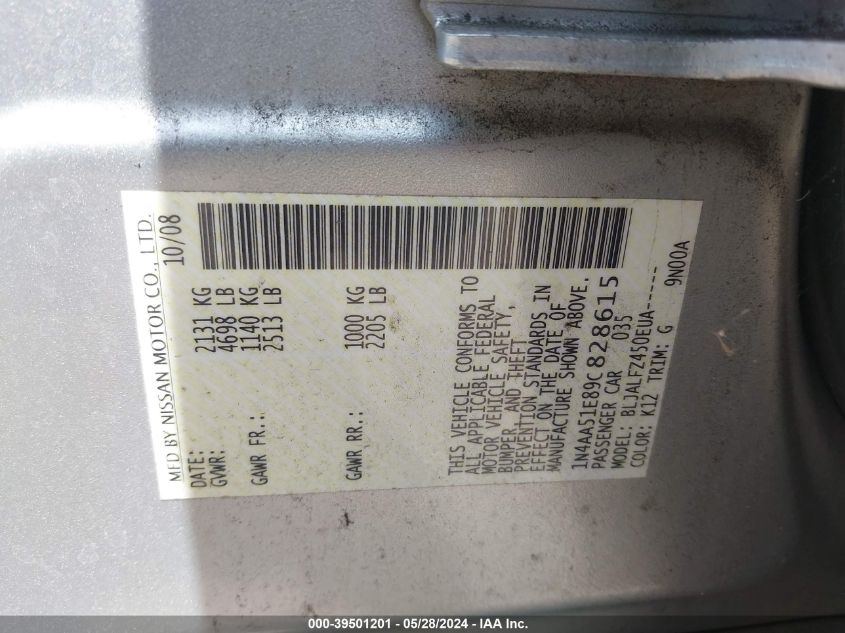 MFD BY NISSAN MOTOR CO., LTD.
DATE: 10/08
GVWR: 2131 KG
4698 LB
GAWR FR.: 1140 KG
2513 LB
GAWR RR.: 1000 KG
2205 LB
THIS VEHICLE CONFORMS TO
ALL APPLICABLE FEDERAL
MOTOR VEHICLE SAFETY,
BUMPER, AND THEFT
PREVENTION STANDARDS IN
EFFECT ON THE DATE OF
MANUFACTURE SHOWN ABOVE.
1N4AA51E89C828615
PASSENGER CAR 035
MODEL: BLJALFZ450EUA------
COLOR: K12 TRIM: G 9N00A
000-39501201 - 05/28/2024 - IAA Inc.